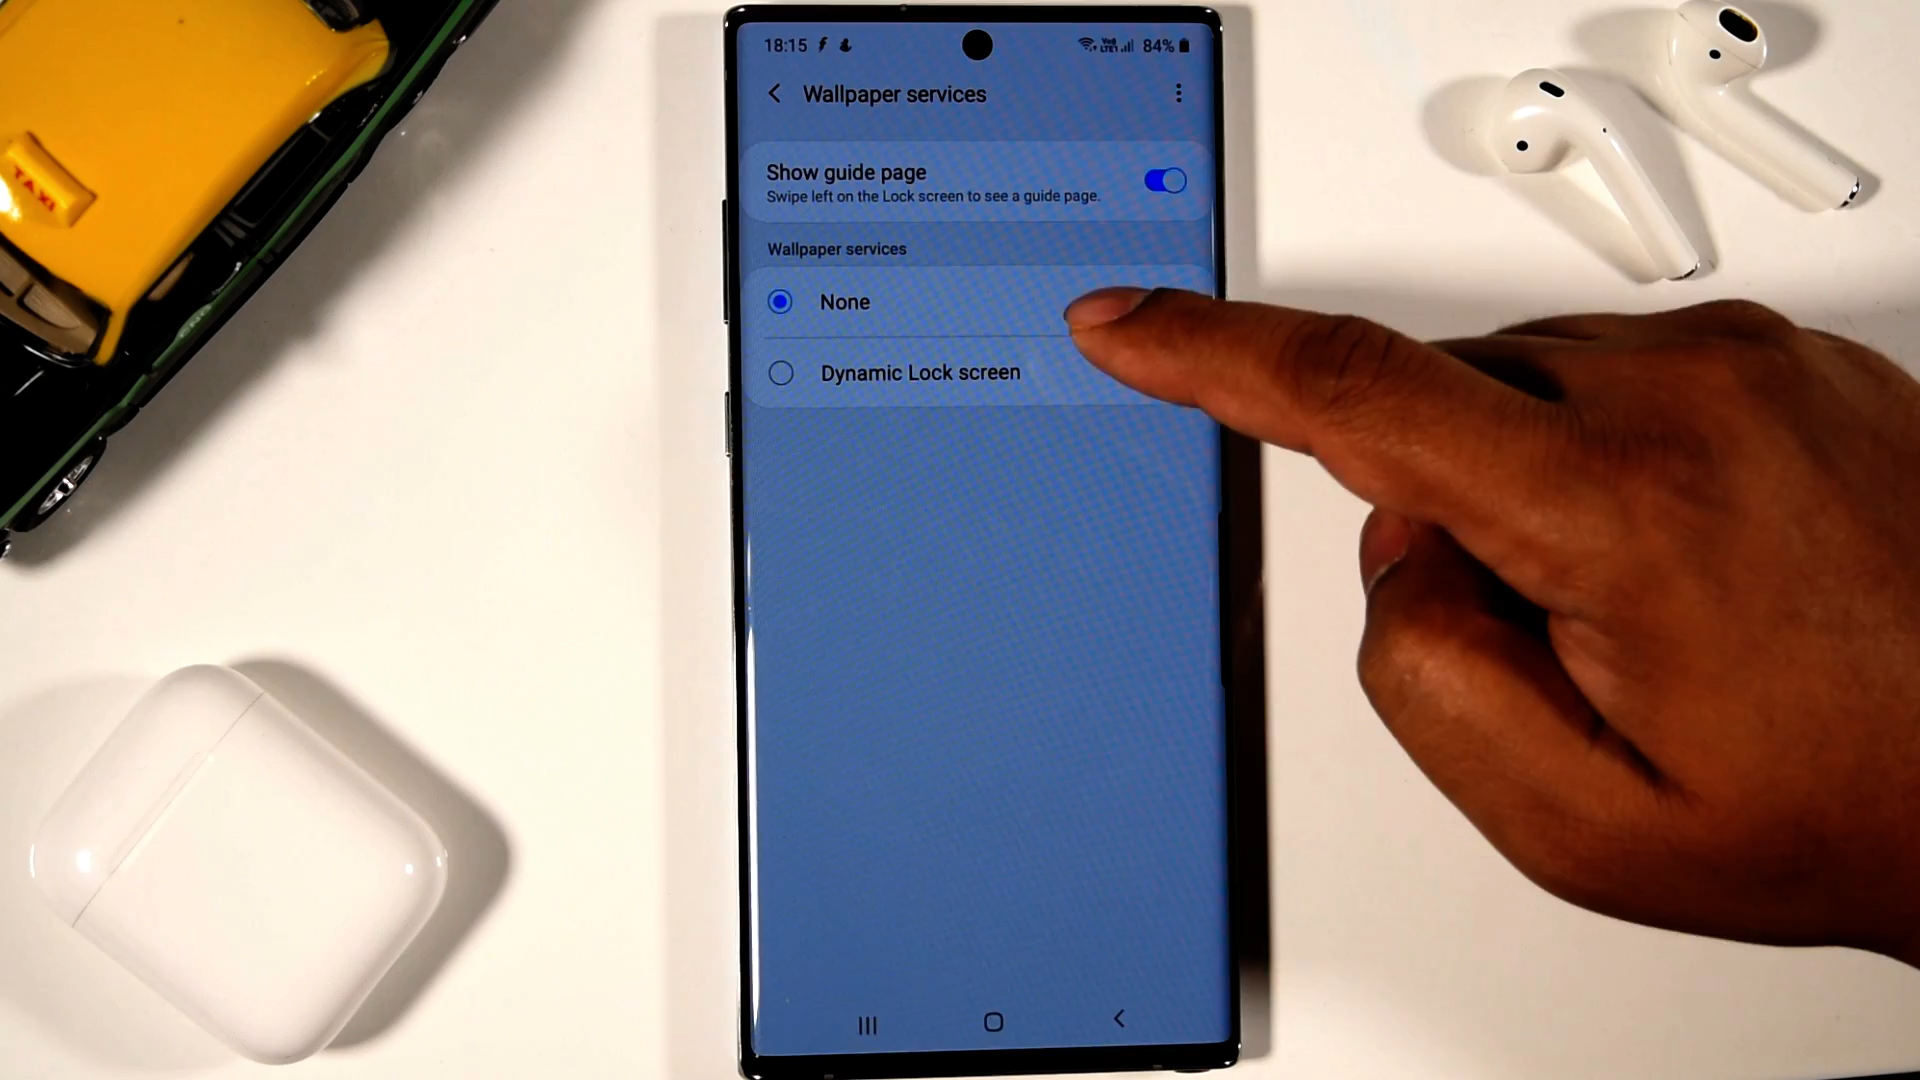 TAXI
18:15
84%
Wallpaper services
Show guide page
Swipe left on the Lock screen to see a guide page.
Wallpaper services
None
Dynamic Lock screen